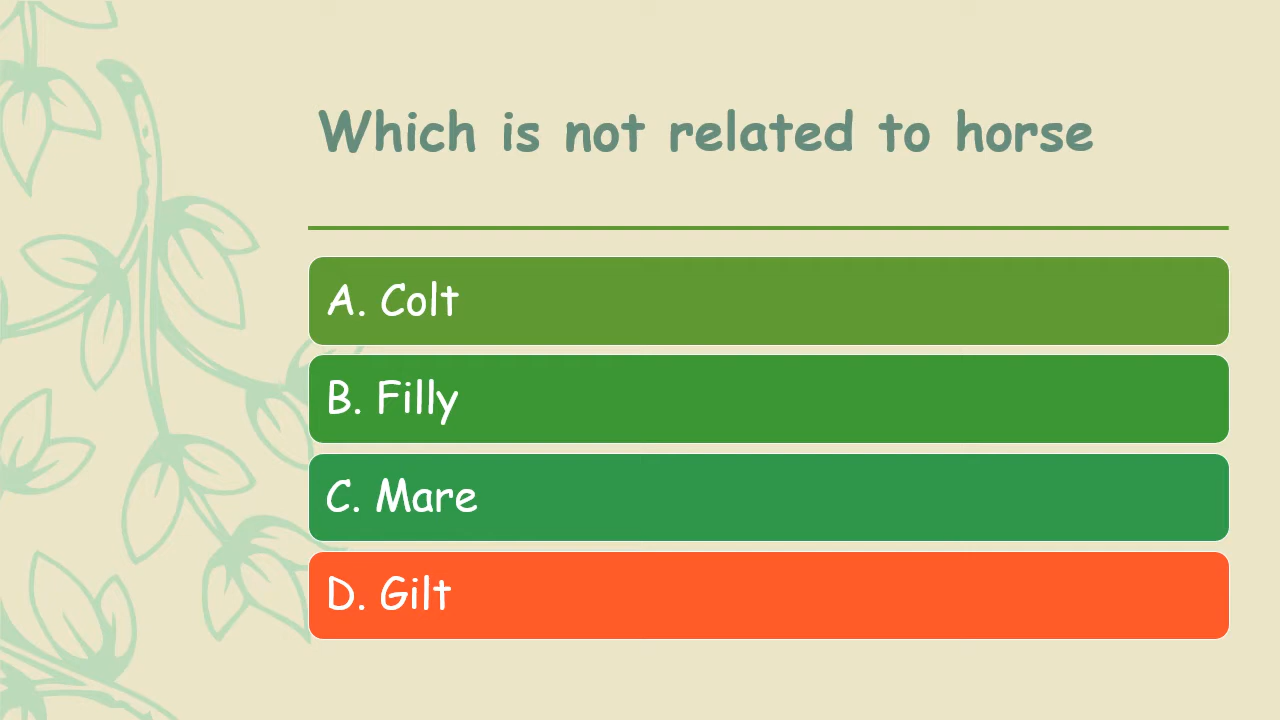 Which is not related to horse
A. Colt
B. Filly
C. Mare
D. Gilt